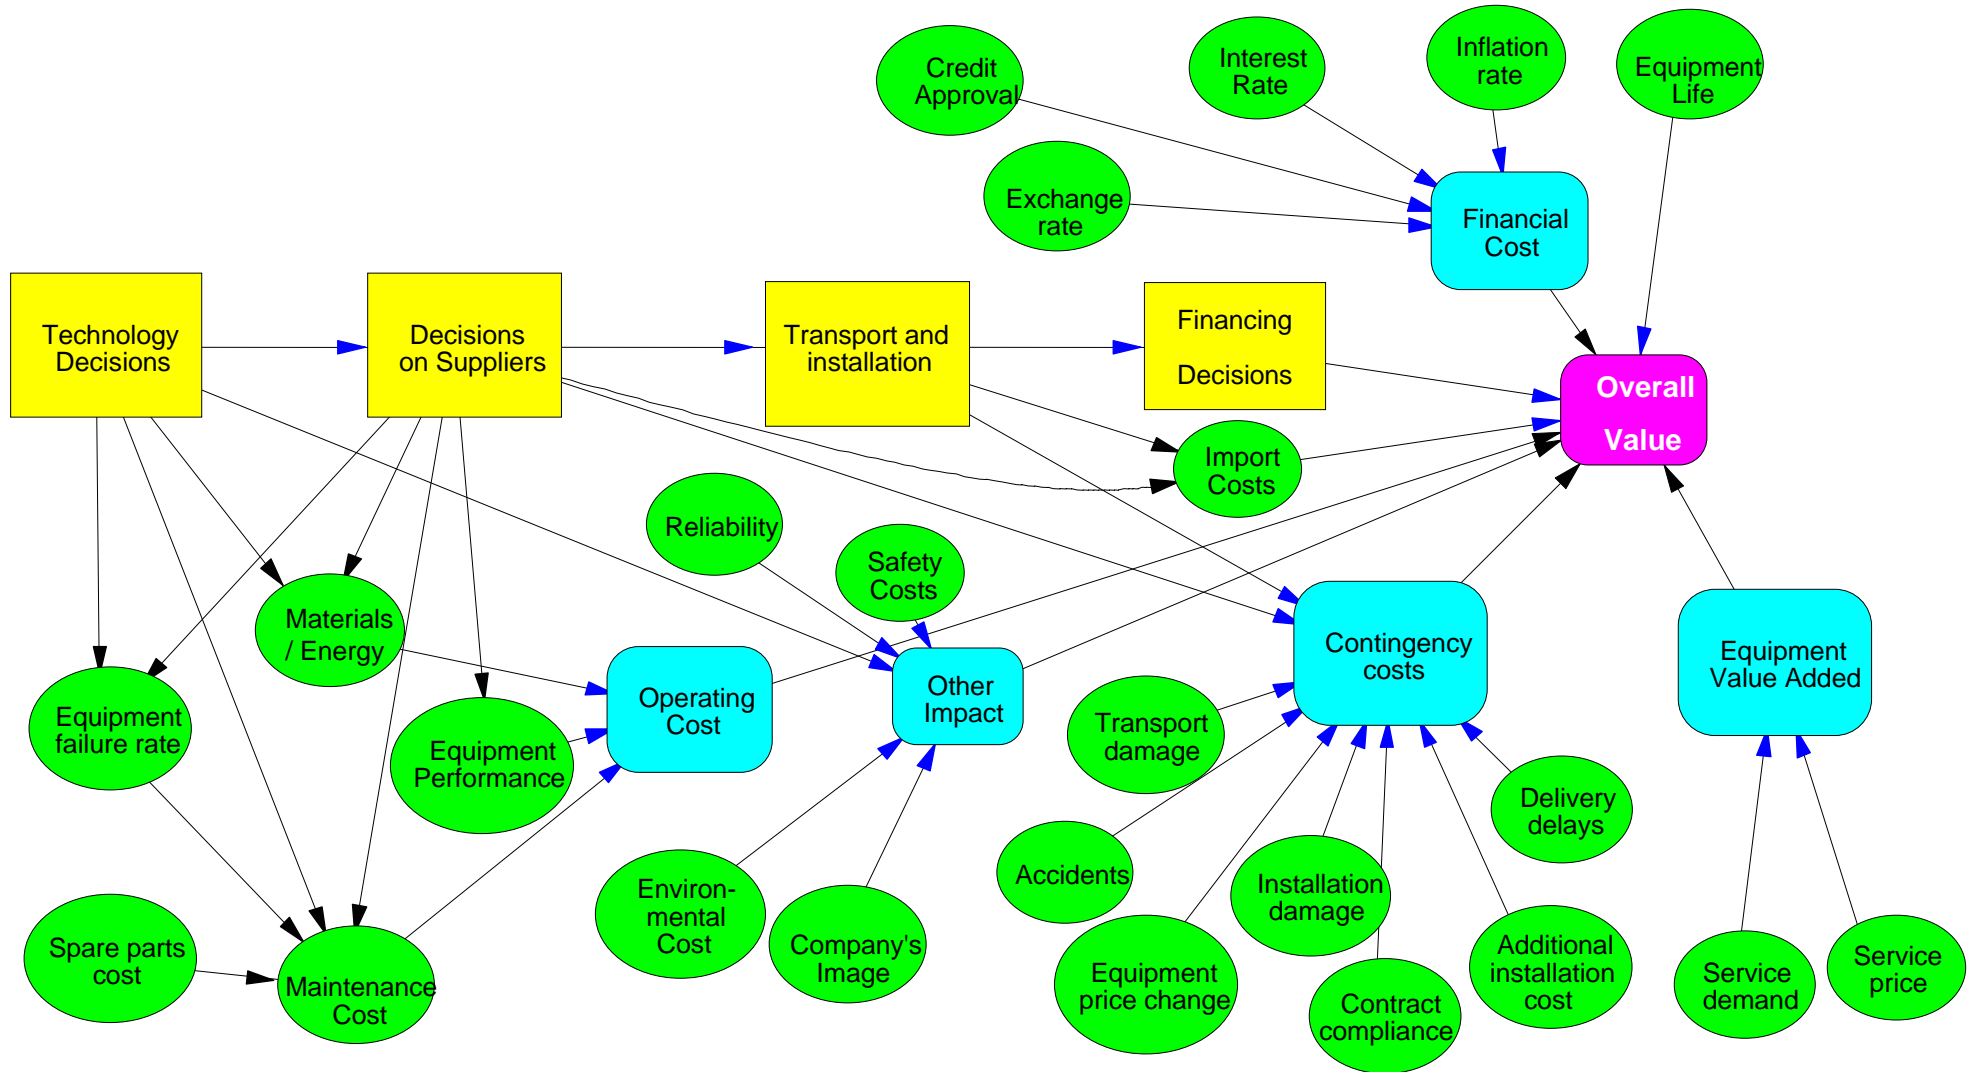 Credit
Approval
Interest
Rate
Inflation
rate
Equipment
Life
Exchange
rate
Financial
Cost
Technology
Decisions
Decisions
on Suppliers
Transport and
installation
Financing
Decisions
Overall
Value
Import
Costs
Reliability
Safety
Costs
Materials
/ Energy
Equipment
failure rate
Equipment
Performance
Operating
Cost
Other
Impact
Contingency
costs
Equipment
Value Added
Transport
damage
Delivery
delays
Accidents
Installation
damage
Environ-
mental
Cost
Company's
Image
Spare parts
cost
Maintenance
Cost
Equipment
price change
Contract
compliance
Additional
installation
cost
Service
demand
Service
price